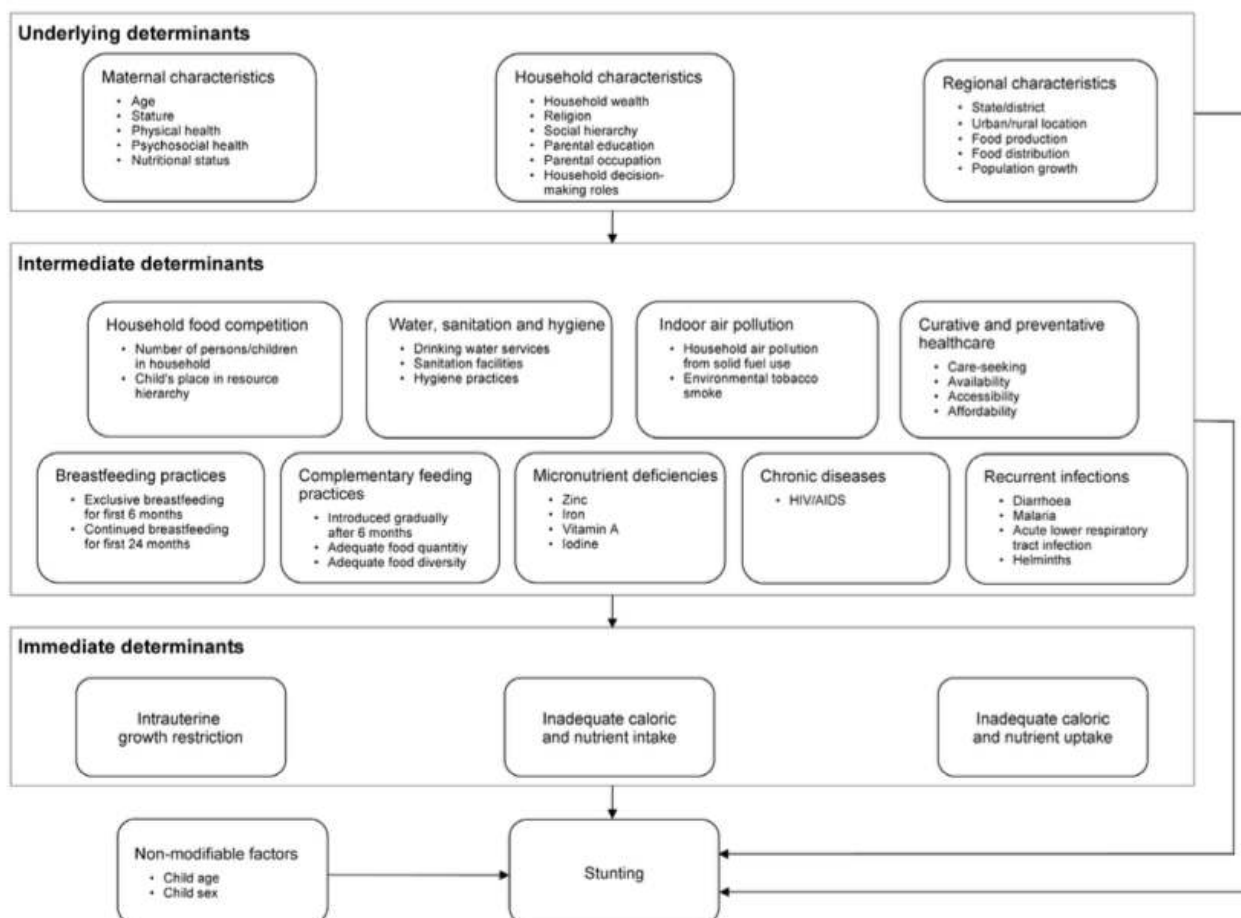 Underlying determinants
Maternal characteristics
• Age
• Stature
• Physical health
• Psychosocial health
• Nutritional status
Household characteristics
• Household wealth
• Religion
• Social hierarchy
• Parental education
• Parental occupation
• Household decision-
making roles
Regional characteristics
• State/district
• Urban/rural location
• Food production
• Food distribution
• Population growth
Intermediate determinants
Household food competition
• Number of persons/children
in household
• Child's place in resource
hierarchy
Water, sanitation and hygiene
• Drinking water services
• Sanitation facilities
• Hygiene practices
Indoor air pollution
• Household air pollution
from solid fuel use
• Environmental tobacco
smoke
Curative and preventative
healthcare
• Care-seeking
• Availability
• Accessibility
• Affordability
Breastfeeding practices
• Exclusive breastfeeding
for first 6 months
• Continued breastfeeding
for first 24 months
Complementary feeding
practices
• Introduced gradually
after 6 months
• Adequate food quantitiy
• Adequate food diversity
Micronutrient deficiencies
• Zinc
• Iron
• Vitamin A
• Iodine
Chronic diseases
• HIV/AIDS
Recurrent infections
• Diarrhoea
• Malaria
• Acute lower respiratory
tract infection
• Helminths
Immediate determinants
Intrauterine
growth restriction
Inadequate caloric
and nutrient intake
Inadequate caloric
and nutrient uptake
Non-modifiable factors
• Child age
• Child sex
Stunting